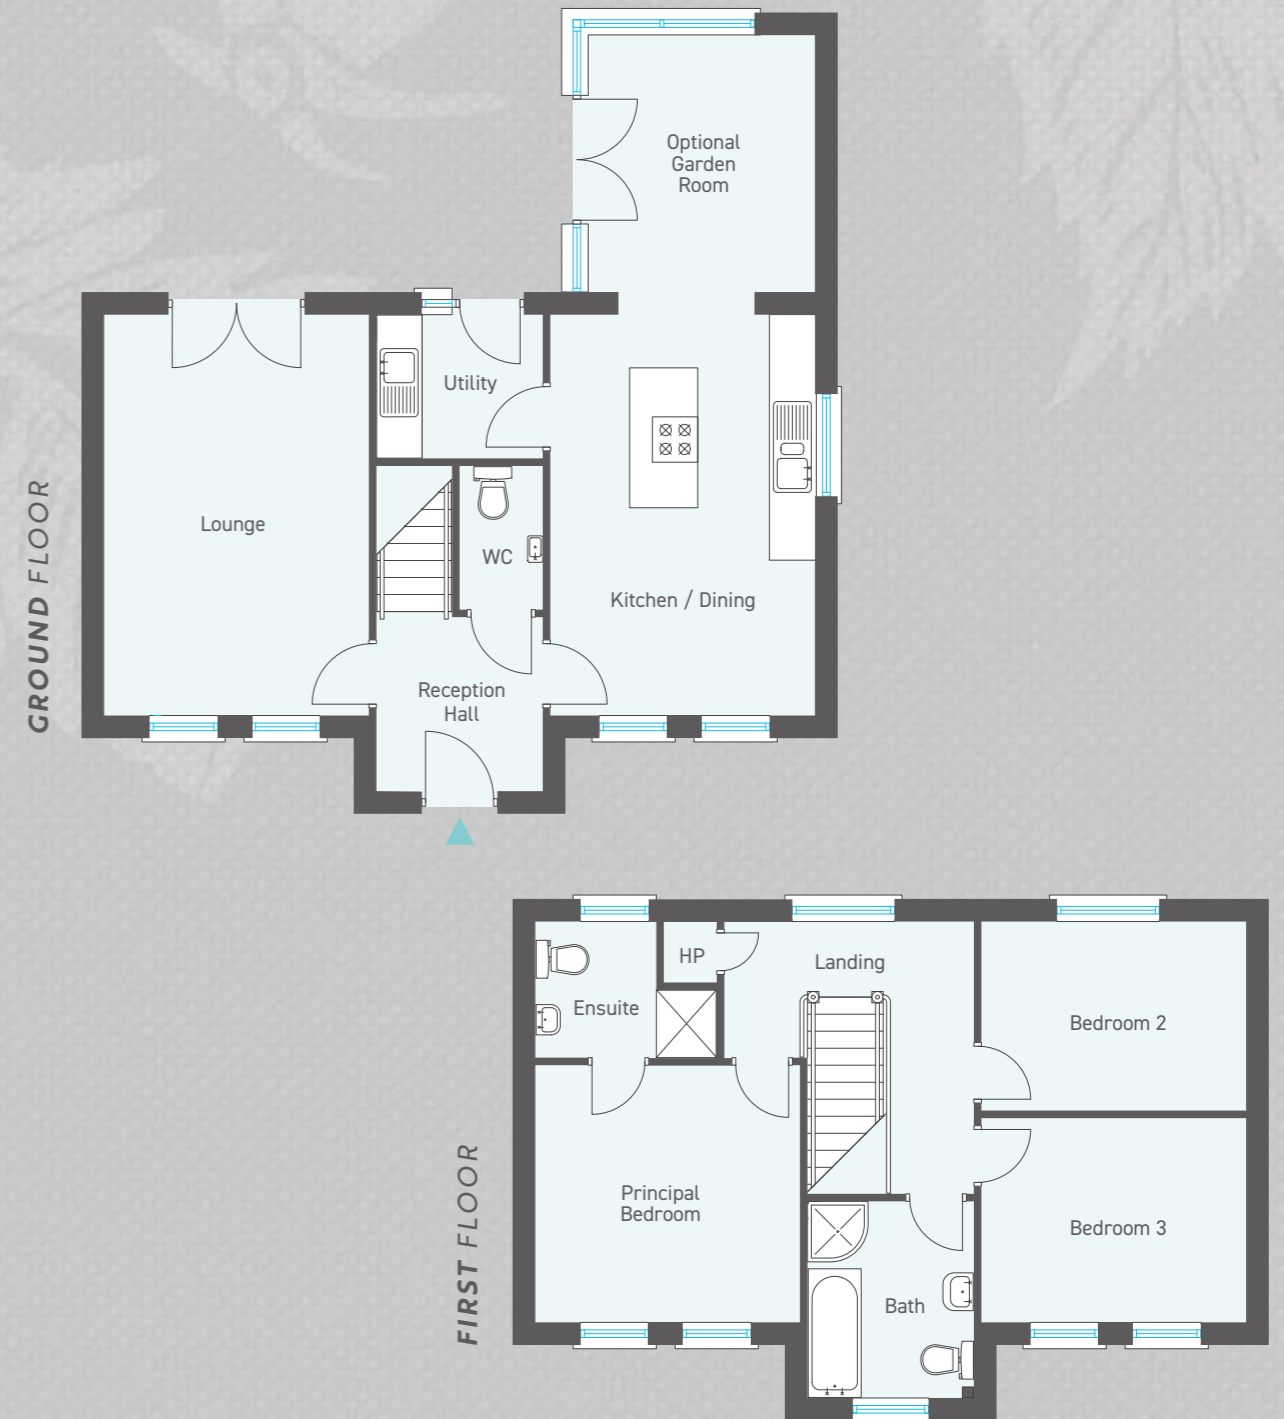 GROUND FLOOR
Optional
Garden
Room
Utility
Lounge
WC
Kitchen / Dining
Reception
Hall
FIRST FLOOR
HP
Landing
Ensuite
Bedroom 2
Principal
Bedroom
Bedroom 3
Bath